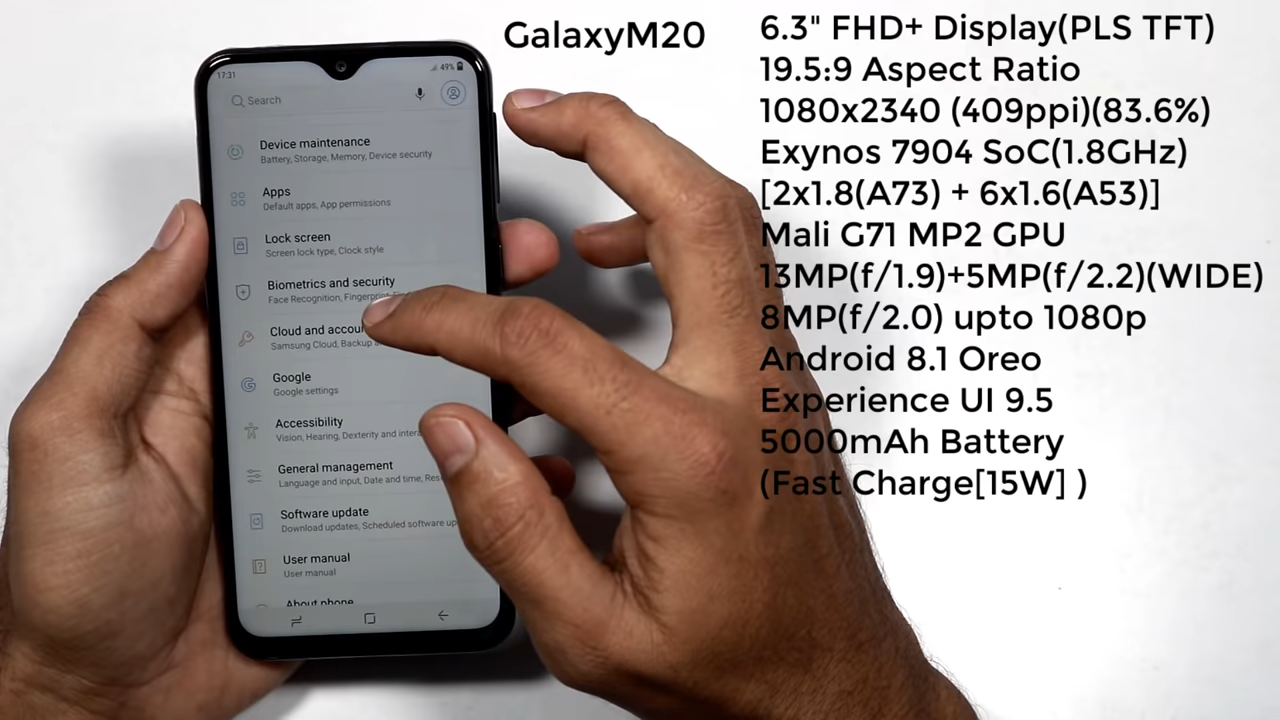 GalaxyM20
6.3" FHD+ Display(PLS TFT)
19.5:9 Aspect Ratio
1080x2340 (409ppi)(83.6%)
Exynos 7904 SoC(1.8GHz)
[2x1.8(A73) + 6x1.6(A53)]
Mali G71 MP2 GPU
13MP(f/1.9)+5MP(f/2.2)(WIDE)
8MP(f/2.0) upto 1080p
Android 8.1 Oreo
Experience UI 9.5
5000mAh Battery
(Fast Charge[15W] )
17:31
49%
Search
Device maintenance
Battery, Storage, Memory, Device security
Apps
Default apps, App permissions
Lock screen
Screen lock type, Clock style
Biometrics and security
Face Recognition, Fingerprint
Cloud and accou
Samsung Cloud, Backup a
Google
Google settings
Accessibility
Vision, Hearing, Dexterity and intera
General management
Language and input, Date and time, Res
Software update
Download updates, Scheduled software up
User manual
User manual
About phone